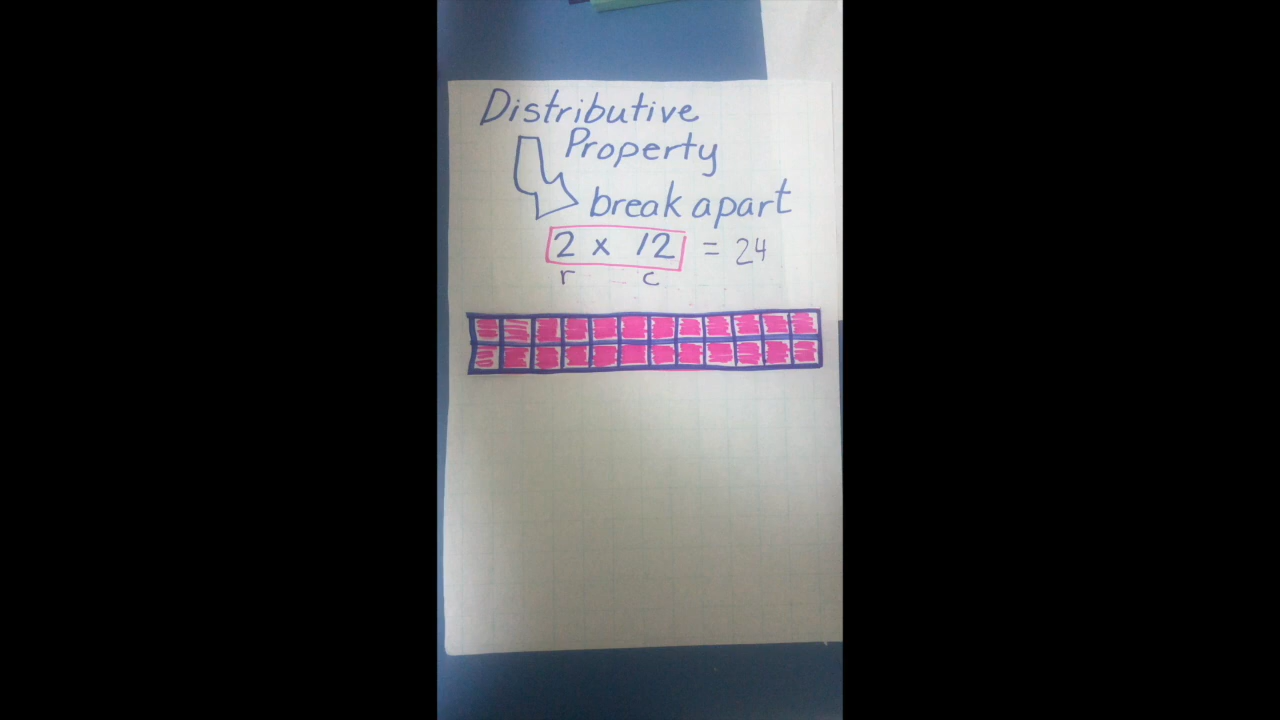 Distributive
Property
break apart
2 x 12 = 24
r c